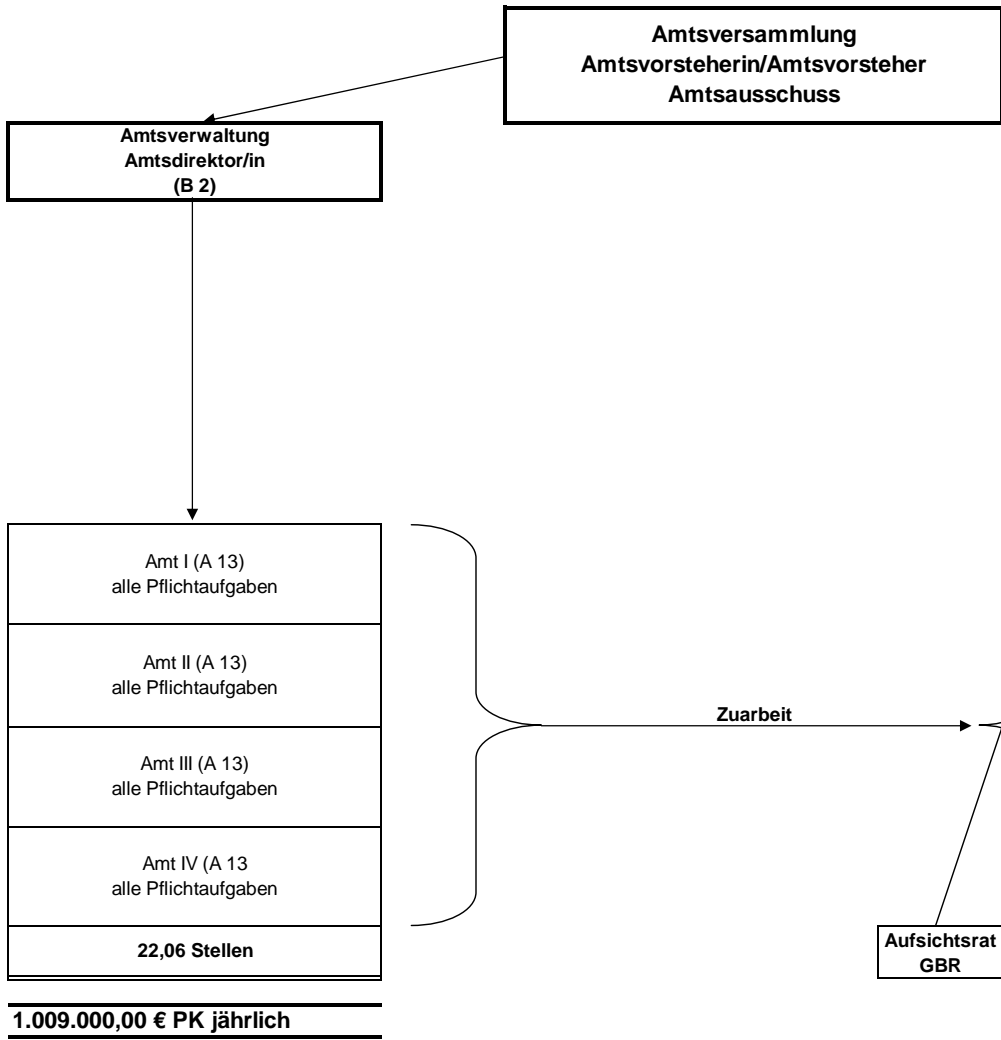 Amtsversammlung
Amtsvorsteherin/Amtsvorsteher
Amtsausschuss
Amtsverwaltung
Amtsdirektor/in
(B 2)
Amt I (A 13)
alle Pflichtaufgaben
Amt II (A 13)
alle Pflichtaufgaben
Amt III (A 13)
alle Pflichtaufgaben
Amt IV (A 13
alle Pflichtaufgaben
22,06 Stellen
1.009.000,00 € PK jährlich
Zuarbeit
Aufsichtsrat
GBR